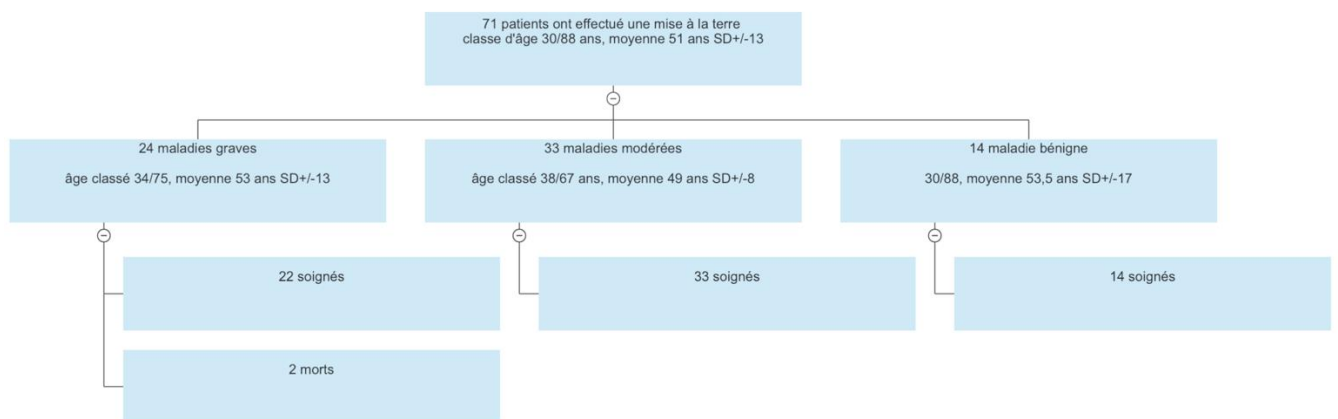 71 patients ont effectué une mise à la terre
classe d'âge 30/88 ans, moyenne 51 ans SD+/-13
24 maladies graves
âge classé 34/75, moyenne 53 ans SD+/-13
33 maladies modérées
âge classé 38/67 ans, moyenne 49 ans SD+/-8
14 maladie bénigne
30/88, moyenne 53,5 ans SD+/-17
22 soignés
33 soignés
14 soignés
2 morts